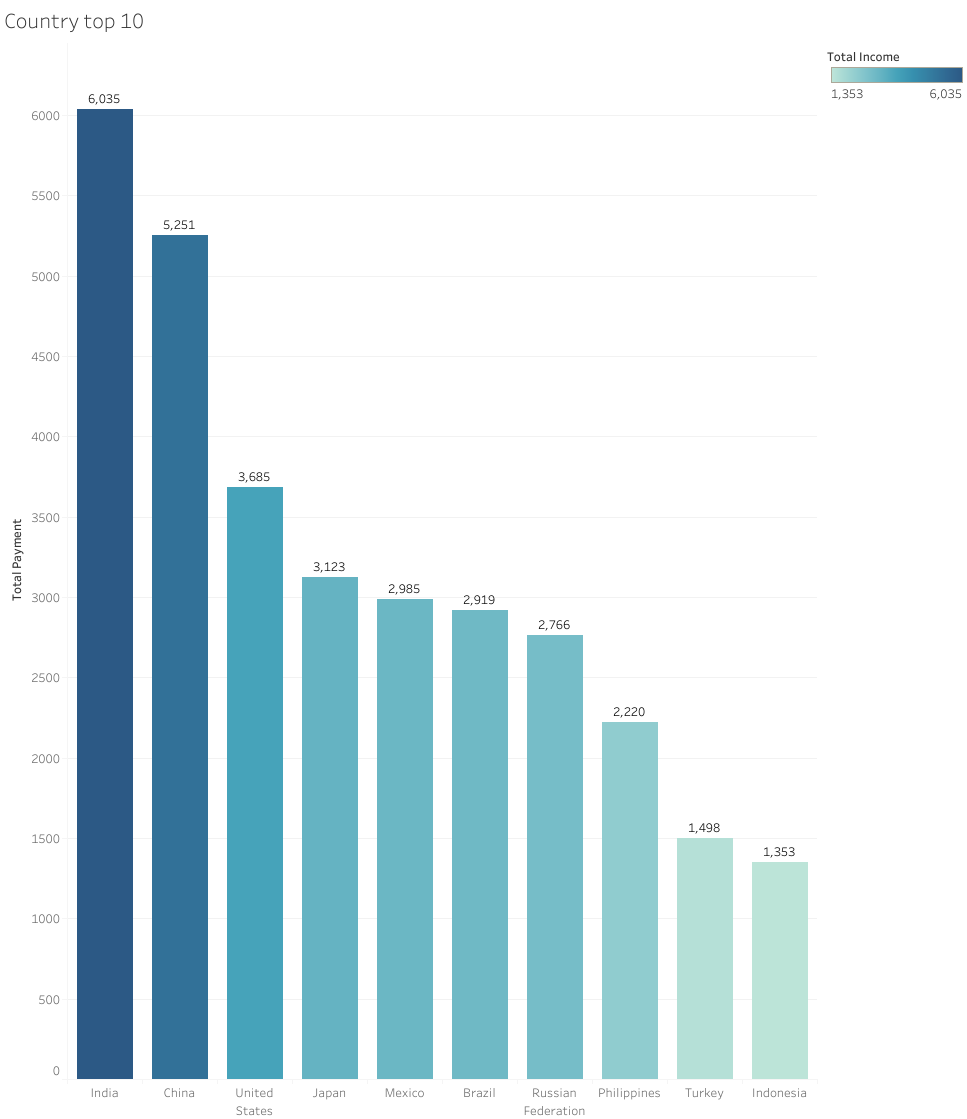 Country top 10
Total Income
1,353 6,035
Total Payment
6000
5500
5000
4500
4000
3500
3000
2500
2000
1500
1000
500
0
6,035
5,251
3,685
3,123
2,985
2,919
2,766
2,220
1,498
1,353
India
China
United
States
Japan
Mexico
Brazil
Russian
Federation
Philippines
Turkey
Indonesia